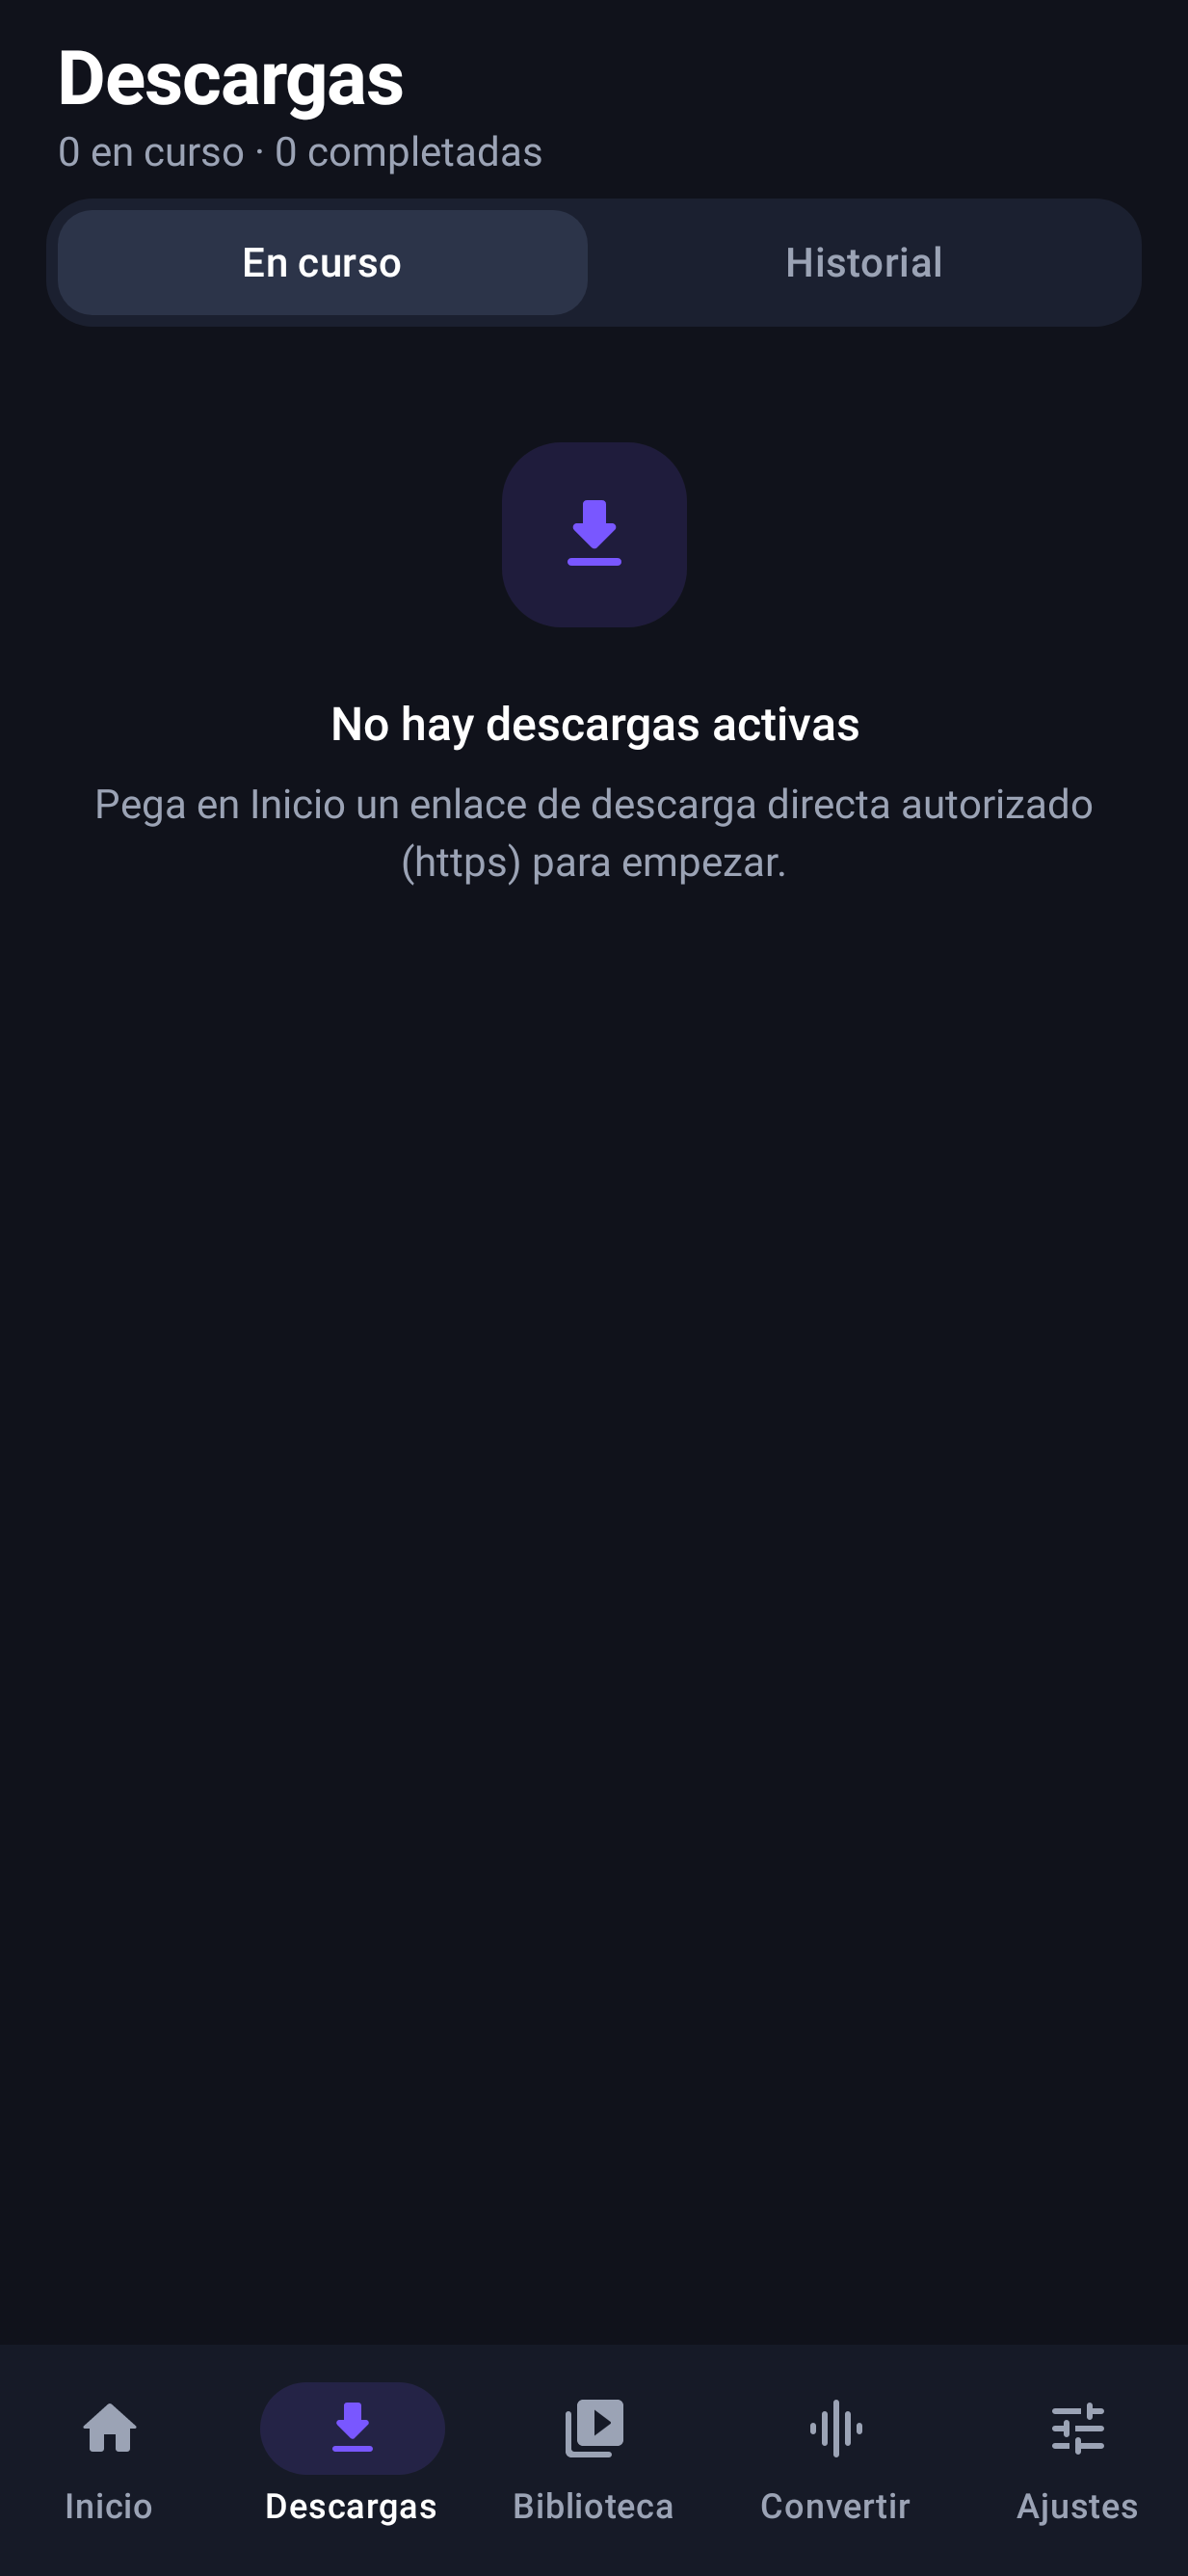 Descargas
0 en curso · 0 completadas
En curso
Historial
No hay descargas activas
Pega en Inicio un enlace de descarga directa autorizado
(https) para empezar.
Inicio
Descargas
Biblioteca
Convertir
Ajustes